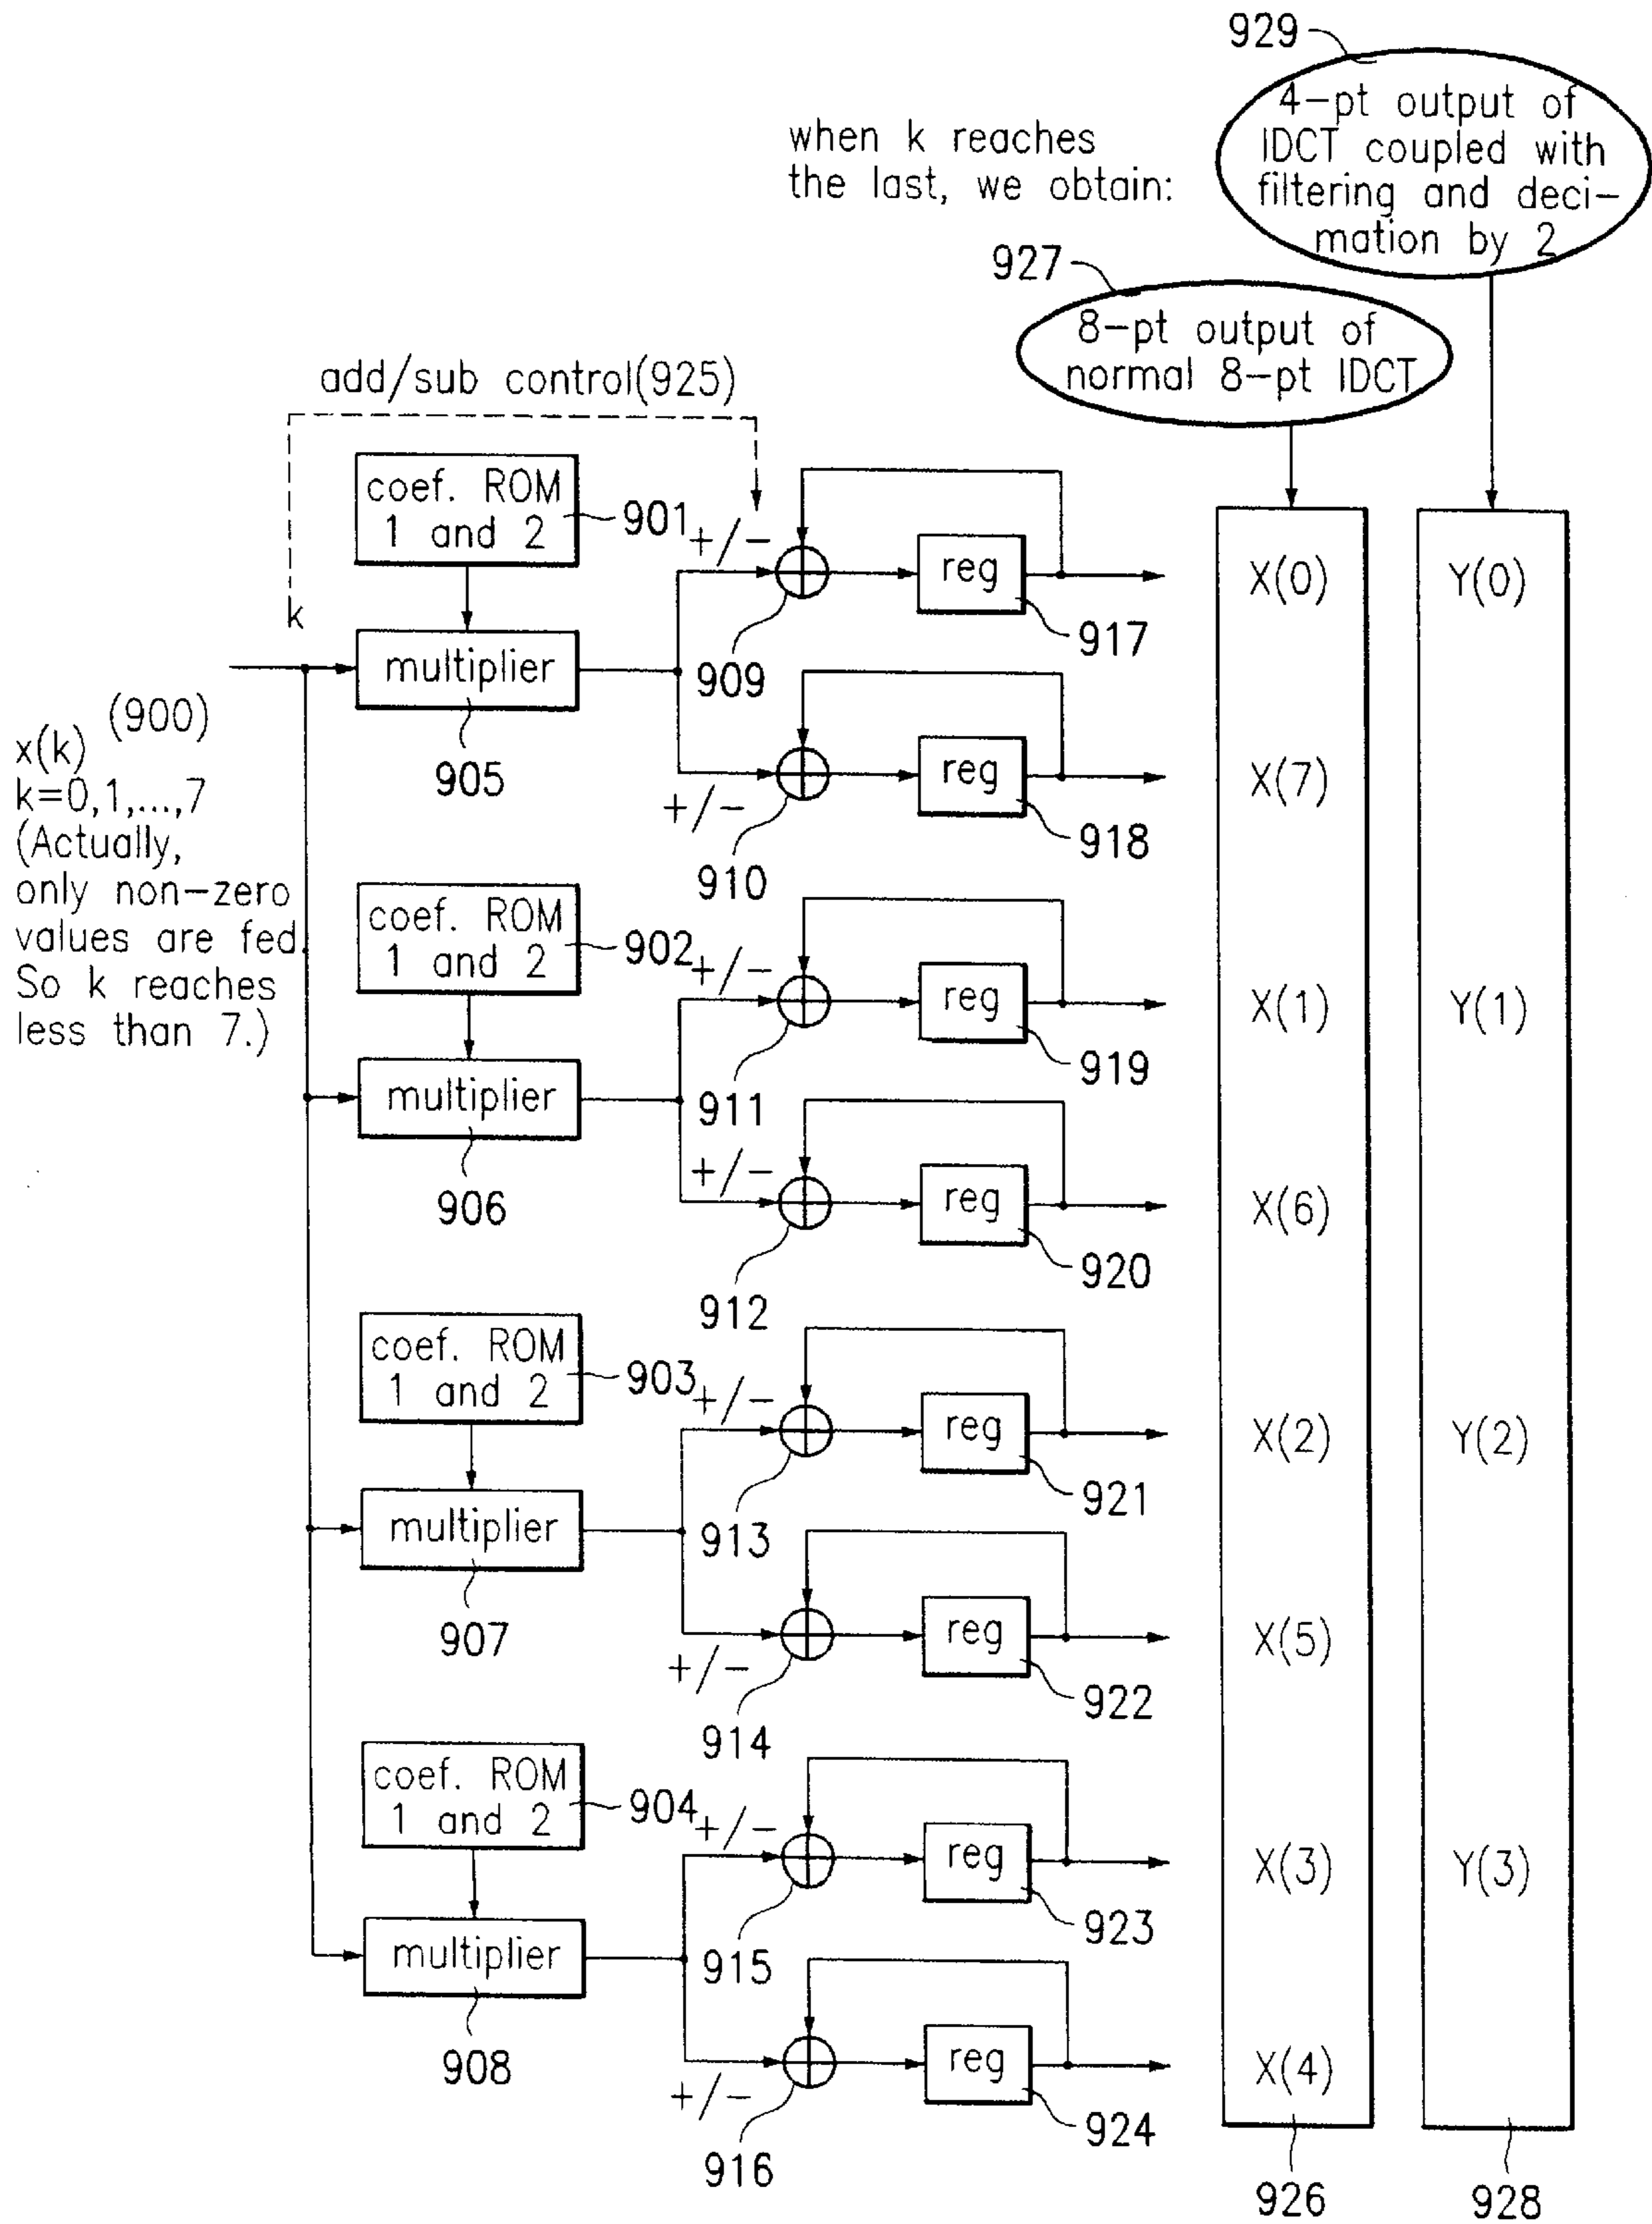 929
4-pt output of
IDCT coupled with
filtering and deci-
mation by 2
when k reaches
the last, we obtain:
927
8-pt output of
normal 8-pt IDCT
add/sub control(925)
coef. ROM
1 and 2
901
+/-
reg
917
X(0)
Y(0)
k
multiplier
905
909
reg
918
X(7)
+/-
910
(900)
x(k)
k=0,1,...,7
(Actually,
only non-zero
values are fed.
So k reaches
less than 7.)
coef. ROM
1 and 2
902
+/-
reg
919
X(1)
Y(1)
multiplier
906
911
+/-
reg
920
X(6)
912
coef. ROM
1 and 2
903
+/-
reg
921
X(2)
Y(2)
multiplier
907
913
reg
922
X(5)
+/-
914
coef. ROM
1 and 2
904
+/-
reg
923
X(3)
Y(3)
multiplier
908
915
reg
924
X(4)
+/-
916
926
928